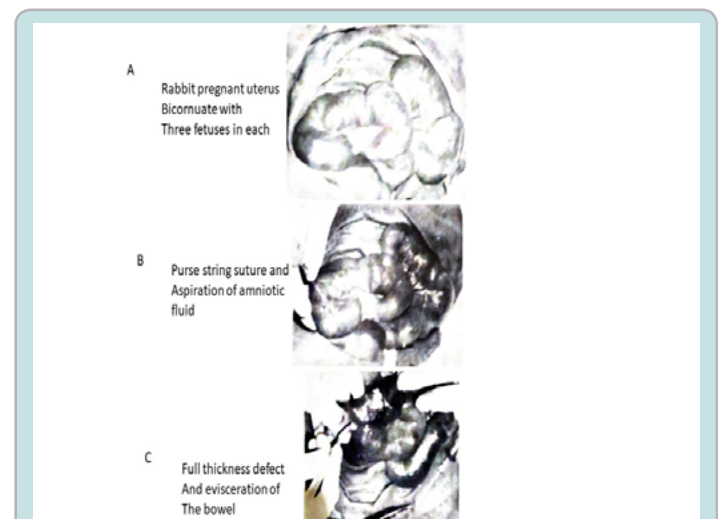 A
Rabbit pregnant uterus
Bicornuate with
Three fetuses in each
B
Purse string suture and
Aspiration of amniotic
fluid
C
Full thickness defect
And evisceration of
The bowel